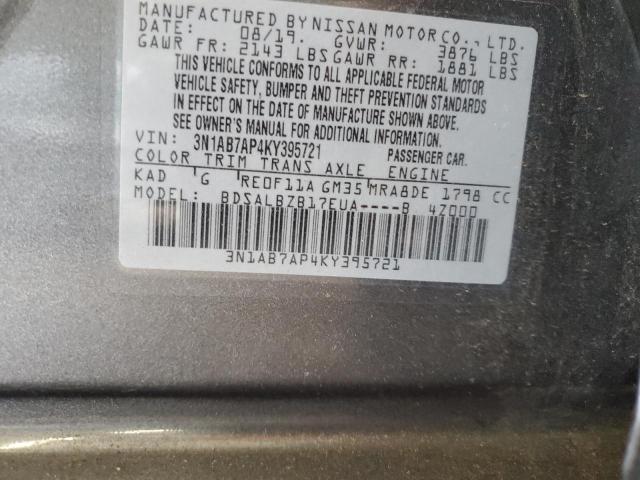 MANUFACTURED BY NISSAN MOTOR CO., LTD.
DATE: 08/19. GVWR: 3876 LBS
GAWR FR: 2143 LBS GAWR RR: 1881 LBS
THIS VEHICLE CONFORMS TO ALL APPLICABLE FEDERAL MOTOR
VEHICLE SAFETY, BUMPER AND THEFT PREVENTION STANDARDS
IN EFFECT ON THE DATE OF MANUFACTURE SHOWN ABOVE.
SEE OWNER'S MANUAL FOR ADDITIONAL INFORMATION.
VIN: 3N1AB7AP4KY395721 PASSENGER CAR.
COLOR TRIM TRANS AXLE ENGINE
KAD G RE0F11A GM35 MRA8DE 1798 CC
MODEL: BDSALBZB17EUA----B 4Z000
3N1AB7AP4KY395721